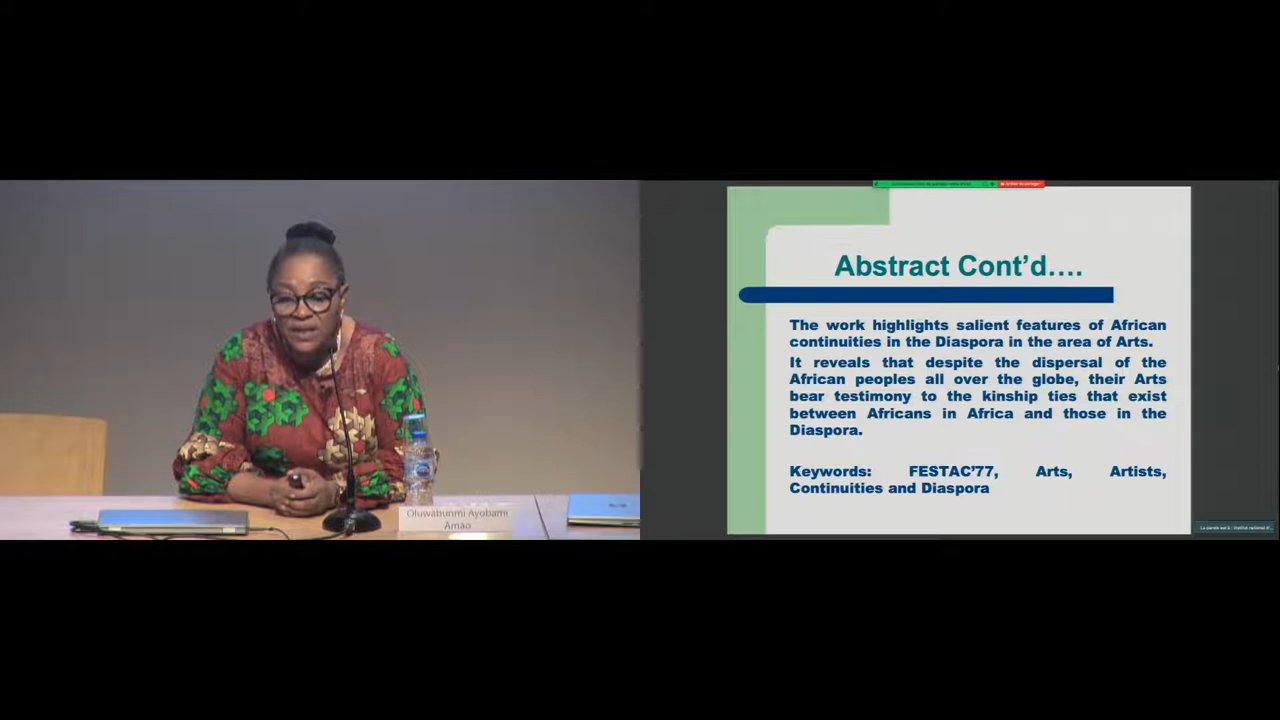 Oluwabunmi Ayobami
Amao
Abstract Cont'd....
The work highlights salient features of African
continuities in the Diaspora in the area of Arts.
It reveals that despite the dispersal of the
African peoples all over the globe, their Arts
bear testimony to the kinship ties that exist
between Africans in Africa and those in the
Diaspora.
Keywords: FESTAC'77, Arts, Artists,
Continuities and Diaspora